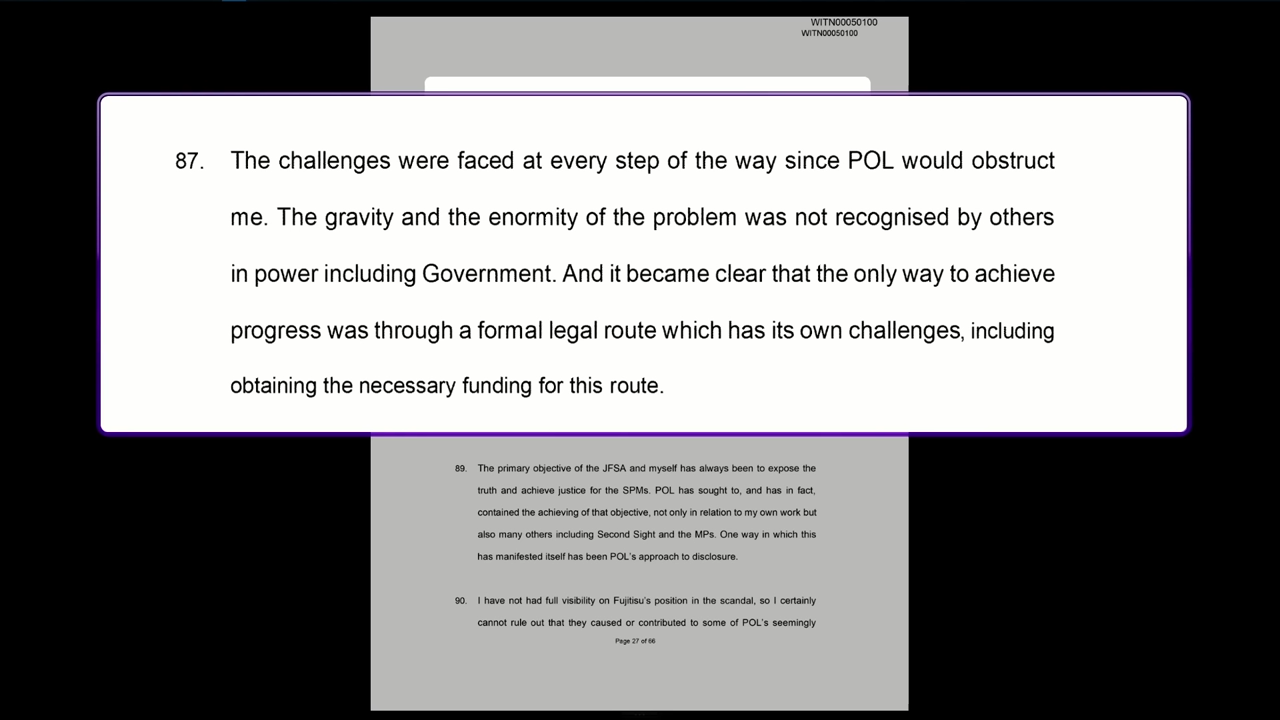 WITN00050100
WITN00050100
87. The challenges were faced at every step of the way since POL would obstruct
me. The gravity and the enormity of the problem was not recognised by others
in power including Government. And it became clear that the only way to achieve
progress was through a formal legal route which has its own challenges, including
obtaining the necessary funding for this route.
89. The primary objective of the JFSA and myself has always been to expose the
truth and achieve justice for the SPMs. POL has sought to, and has in fact,
contained the achieving of that objective, not only in relation to my own work but
also many others including Second Sight and the MPs. One way in which this
has manifested itself has been POL's approach to disclosure.
90. I have not had full visibility on Fujitisu's position in the scandal, so I certainly
cannot rule out that they caused or contributed to some of POL's seemingly
Page 27 of 66